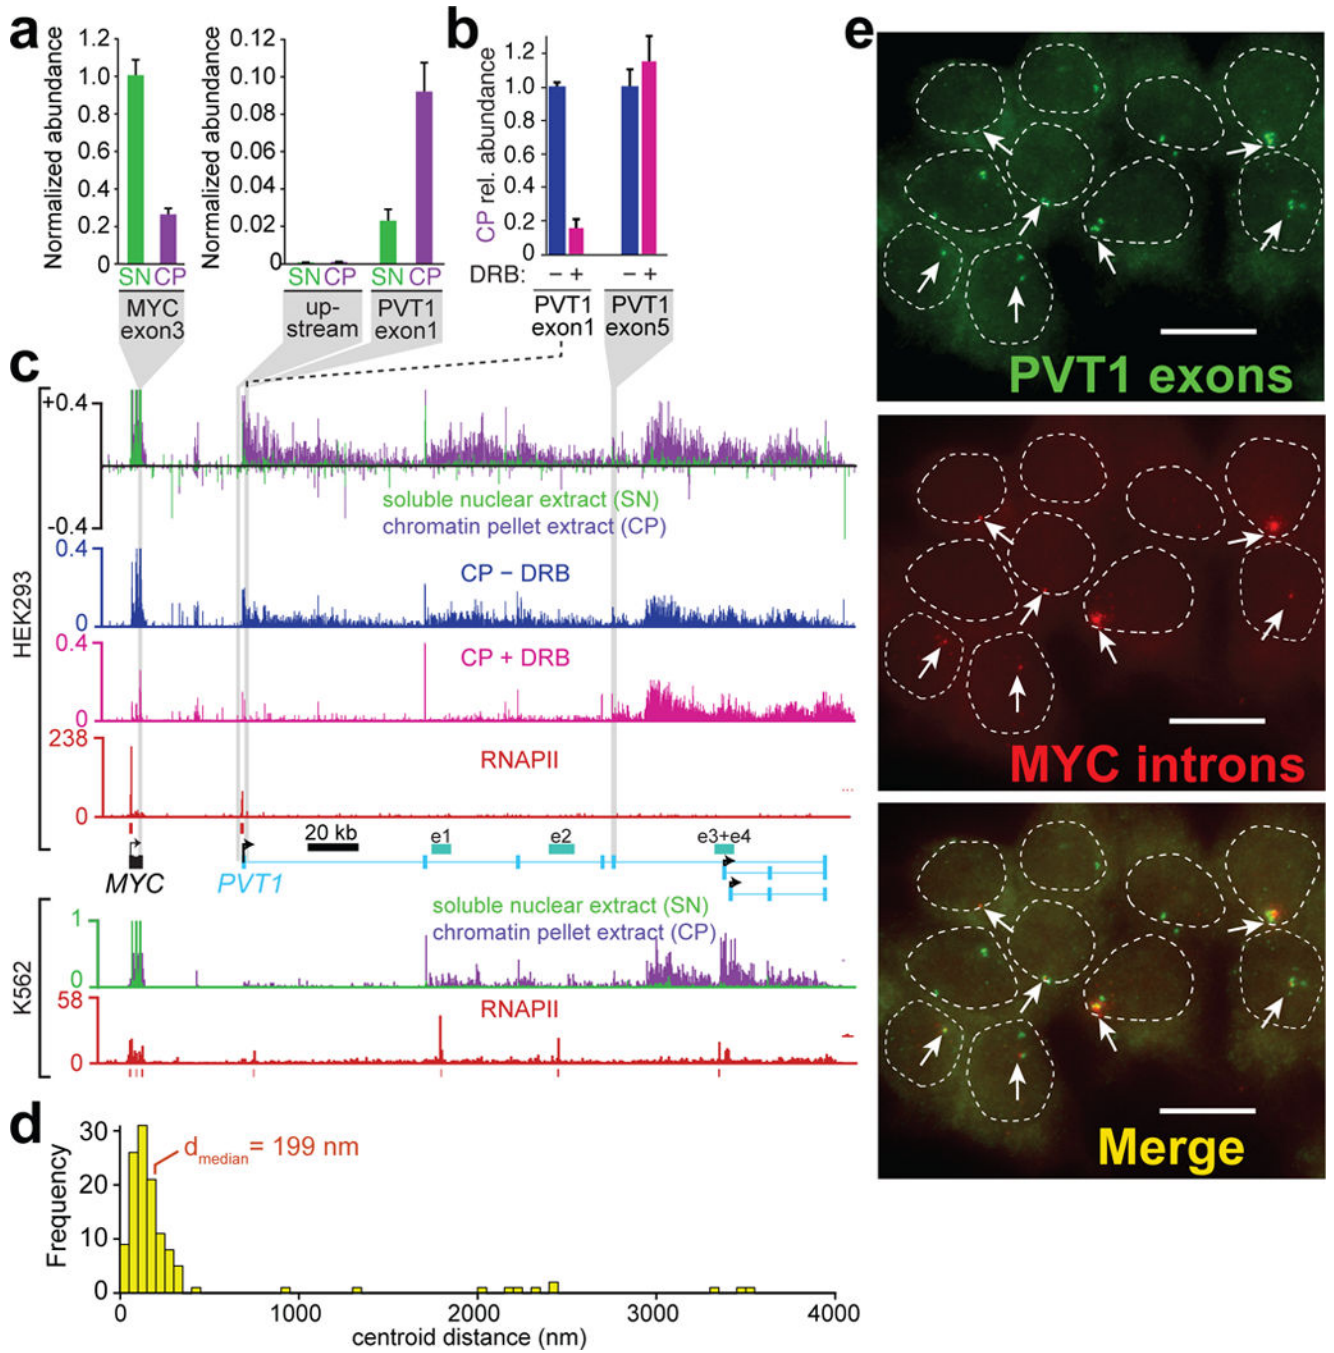 a
Normalized abundance
1.2
1.0
0.8
0.6
0.4
0.2
0
SN CP
MYC
exon3
Normalized abundance
0.12
0.10
0.08
0.06
0.04
0.02
0
SN CP
SN CP
up-
stream
PVT1
exon1
b
CP rel. abundance
1.2
1.0
0.8
0.6
0.4
0.2
0
DRB: − + − +
PVT1
exon1
PVT1
exon5
c
HEK293
+0.4
-0.4
soluble nuclear extract (SN)
chromatin pellet extract (CP)
0.4
0
CP − DRB
0.4
0
CP + DRB
238
0
RNAPII
20 kb
e1
e2
e3+e4
MYC
PVT1
K562
soluble nuclear extract (SN)
chromatin pellet extract (CP)
1
0
58
0
RNAPII
d
Frequency
30
20
10
0
dmedian= 199 nm
0 1000 2000 3000 4000
centroid distance (nm)
e
PVT1 exons
MYC introns
Merge